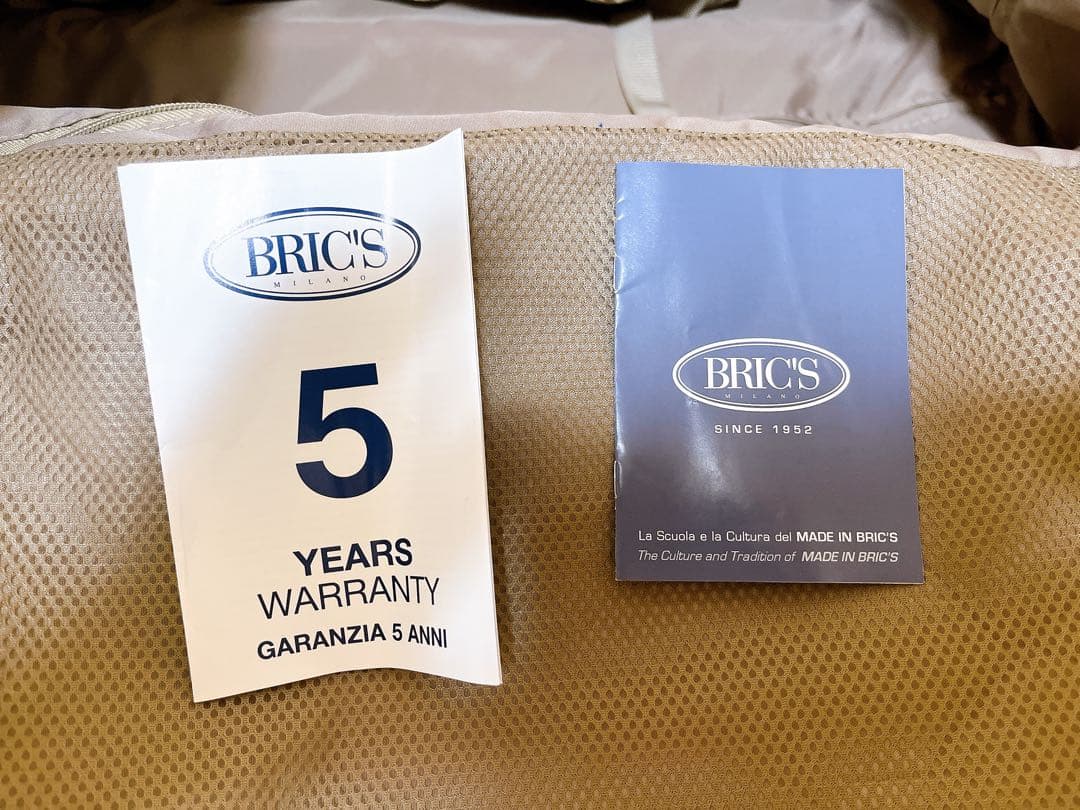 BRIC'S
MILANO
5
YEARS
WARRANTY
GARANZIA 5 ANNI
BRIC'S
MILANO
SINCE 1952
La Scuola e la Cultura del MADE IN BRIC'S
The Culture and Tradition of MADE IN BRIC'S